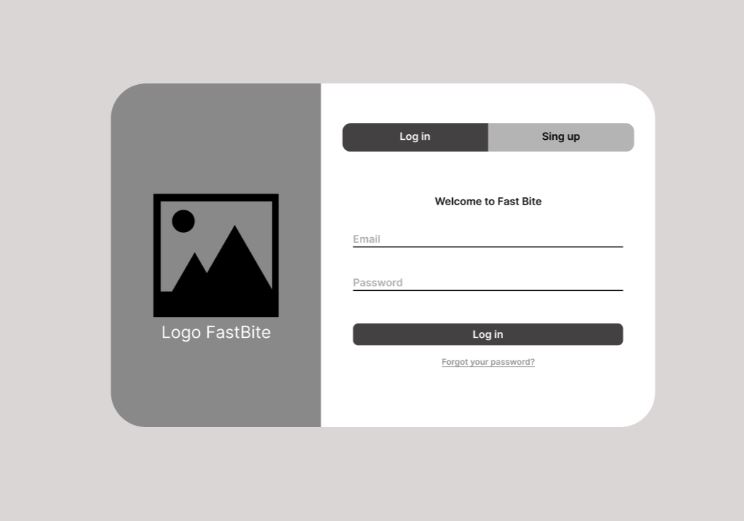 Log in
Sing up
Welcome to Fast Bite
Email
Password
Log in
Forgot your password?
Logo FastBite